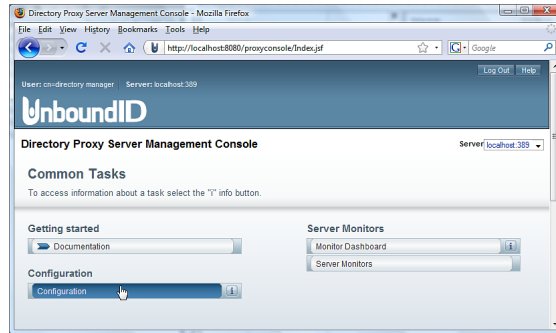 Directory Proxy Server Management Console - Mozilla Firefox
File Edit View History Bookmarks Tools Help
http://localhost:8080/proxyconsole/Index.jsf
Google
Log Out Help
User: cn=directory manager Server: localhost:389
UnboundID
Directory Proxy Server Management Console
Server localhost:389
Common Tasks
To access information about a task select the "i" info button.
Getting started
Documentation
Configuration
Configuration
i
Server Monitors
Monitor Dashboard
i
Server Monitors